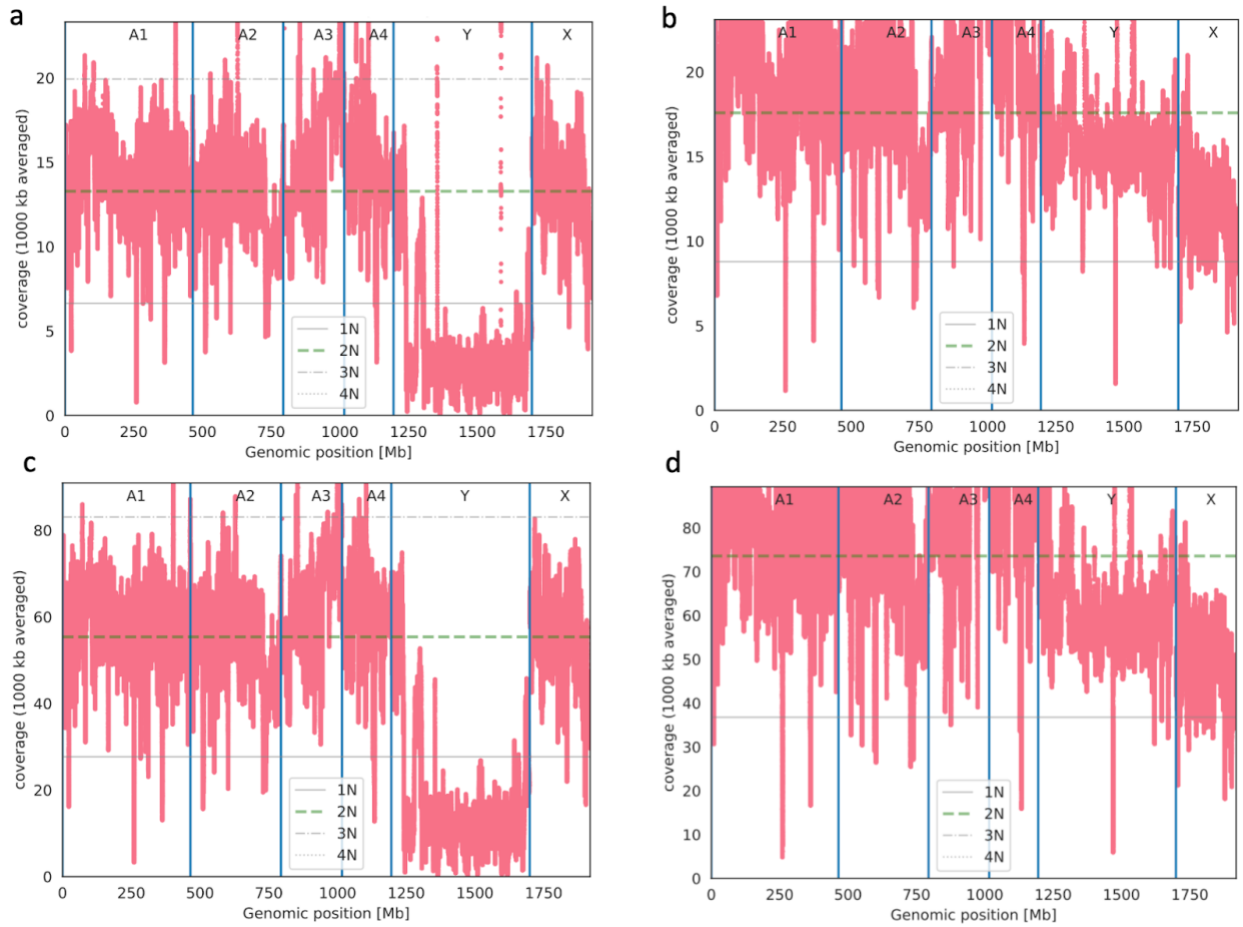 a
A1 A2 A3 A4 Y X
20
15
10
5
0
coverage (1000 kb averaged)
1N
2N
3N
4N
0 250 500 750 1000 1250 1500 1750
Genomic position [Mb]
b
A1 A2 A3 A4 Y X
20
15
10
5
0
coverage (1000 kb averaged)
1N
2N
3N
4N
0 250 500 750 1000 1250 1500 1750
Genomic position [Mb]
c
A1 A2 A3 A4 Y X
80
60
40
20
0
coverage (1000 kb averaged)
1N
2N
3N
4N
0 250 500 750 1000 1250 1500 1750
Genomic position [Mb]
d
A1 A2 A3 A4 Y X
80
70
60
50
40
30
20
10
0
coverage (1000 kb averaged)
1N
2N
3N
4N
0 250 500 750 1000 1250 1500 1750
Genomic position [Mb]